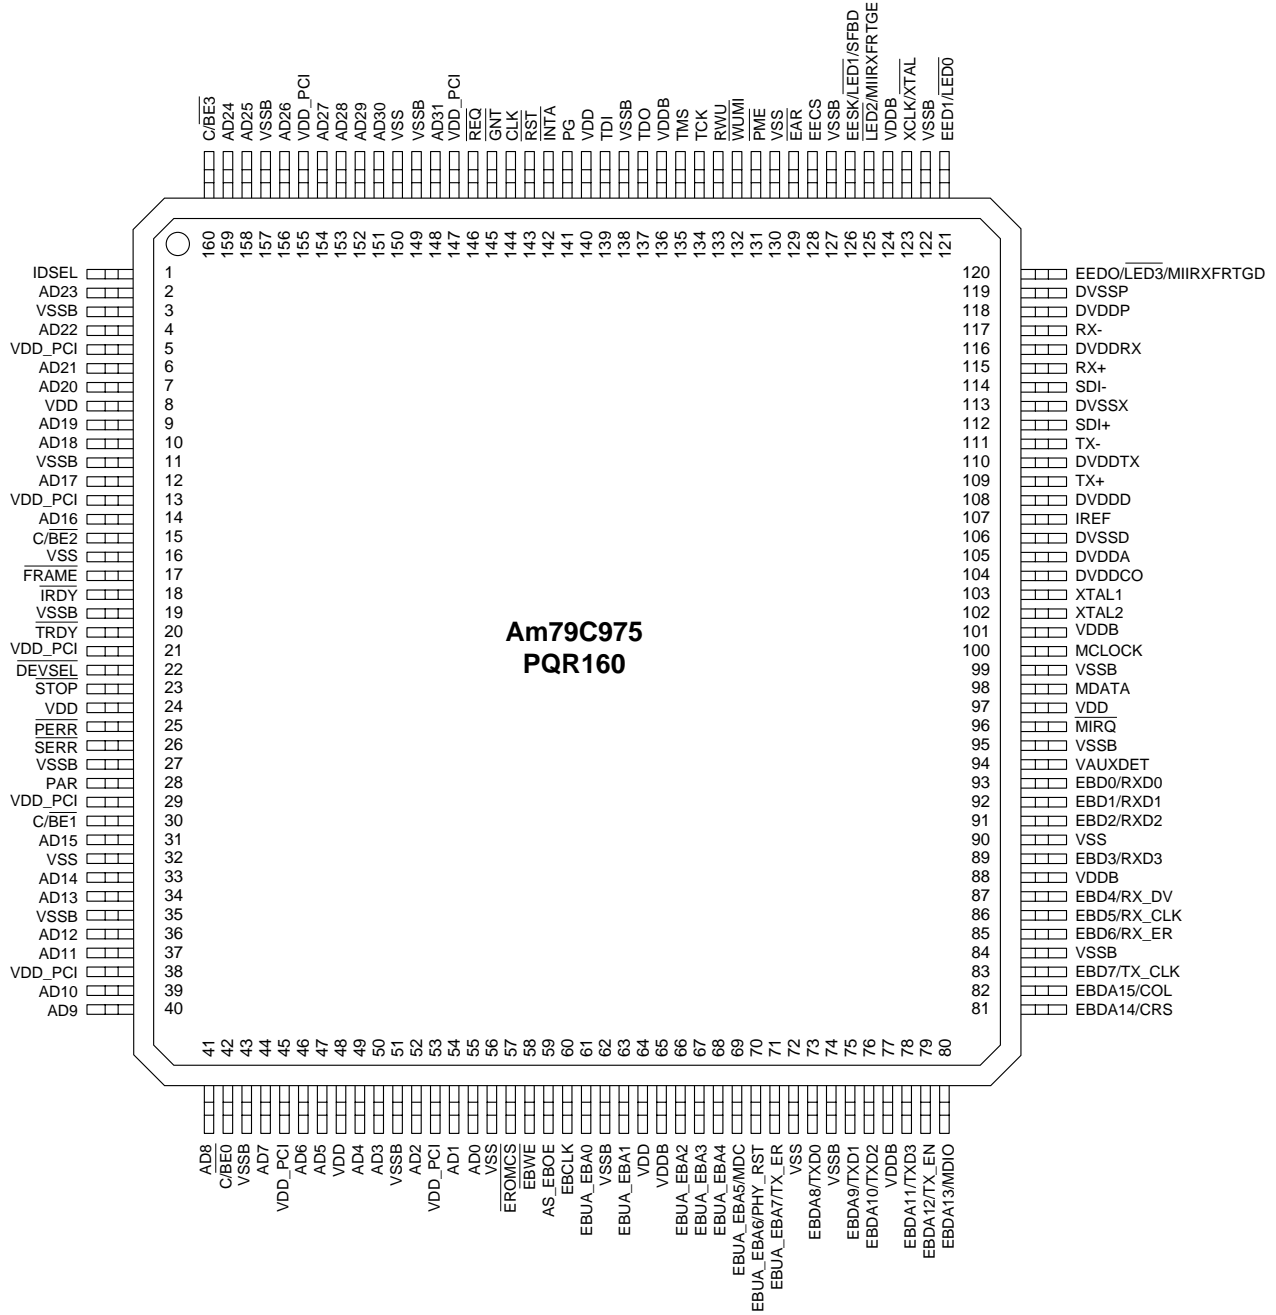 C/BE3
AD24
AD25
VSSB
AD26
VDD_PCI
AD27
AD28
AD29
AD30
VSS
VSSB
AD31
VDD_PCI
REQ
GNT
CLK
RST
INTA
PG
VDD
TDI
VSSB
TDO
VDDB
TMS
TCK
RWU
WUMI
PME
VSS
EAR
EECS
VSSB
EESK/LED1/SFBD
LED2/MIIRXFRTGE
VDDB
XCLK/XTAL
VSSB
EED1/LED0
160
159
158
157
156
155
154
153
152
151
150
149
148
147
146
145
144
143
142
141
140
139
138
137
136
135
134
133
132
131
130
129
128
127
126
125
124
123
122
121
IDSEL 1
AD23 2
VSSB 3
AD22 4
VDD_PCI 5
AD21 6
AD20 7
VDD 8
AD19 9
AD18 10
VSSB 11
AD17 12
VDD_PCI 13
AD16 14
C/BE2 15
VSS 16
FRAME 17
IRDY 18
VSSB 19
TRDY 20
VDD_PCI 21
DEVSEL 22
STOP 23
VDD 24
PERR 25
SERR 26
VSSB 27
PAR 28
VDD_PCI 29
C/BE1 30
AD15 31
VSS 32
AD14 33
AD13 34
VSSB 35
AD12 36
AD11 37
VDD_PCI 38
AD10 39
AD9 40
Am79C975
PQR160
120 EEDO/LED3/MIIRXFRTGD
119 DVSSP
118 DVDDP
117 RX-
116 DVDDRX
115 RX+
114 SDI-
113 DVSSX
112 SDI+
111 TX-
110 DVDDTX
109 TX+
108 DVDDD
107 IREF
106 DVSSD
105 DVDDA
104 DVDDCO
103 XTAL1
102 XTAL2
101 VDDB
100 MCLOCK
99 VSSB
98 MDATA
97 VDD
96 MIRQ
95 VSSB
94 VAUXDET
93 EBD0/RXD0
92 EBD1/RXD1
91 EBD2/RXD2
90 VSS
89 EBD3/RXD3
88 VDDB
87 EBD4/RX_DV
86 EBD5/RX_CLK
85 EBD6/RX_ER
84 VSSB
83 EBD7/TX_CLK
82 EBDA15/COL
81 EBDA14/CRS
41
42
43
44
45
46
47
48
49
50
51
52
53
54
55
56
57
58
59
60
61
62
63
64
65
66
67
68
69
70
71
72
73
74
75
76
77
78
79
80
AD8
C/BE0
VSSB
AD7
VDD_PCI
AD6
AD5
VDD
AD4
AD3
VSSB
AD2
VDD_PCI
AD1
AD0
VSS
EROMCS
EBWE
AS_EBOE
EBCLK
EBUA_EBA0
VSSB
EBUA_EBA1
VDD
VDDB
EBUA_EBA2
EBUA_EBA3
EBUA_EBA4
EBUA_EBA5/MDC
EBUA_EBA6/PHY_RST
EBUA_EBA7/TX_ER
VSS
EBDA8/TXD0
VSSB
EBDA9/TXD1
EBDA10/TXD2
VDDB
EBDA11/TXD3
EBDA12/TX_EN
EBDA13/MDIO